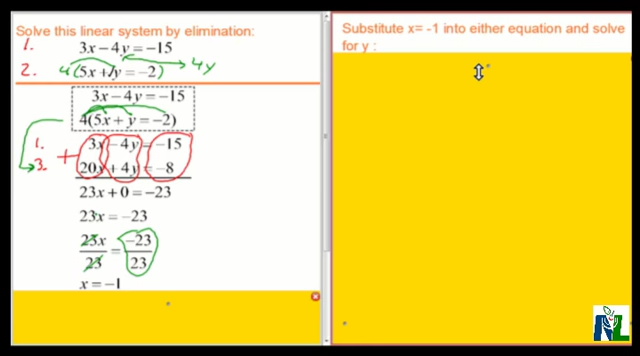 Solve this linear system by elimination:
1. 3x − 4y = −15
2. 4(5x + y = −2) → 4y
3x − 4y = −15
4(5x + y = −2)
1. 3x − 4y = −15
+
3. 20y + 4y = −8
23x + 0 = −23
23x = −23
23x/23 = −23/23
x = −1
Substitute x= -1 into either equation and solve
for y :
NL